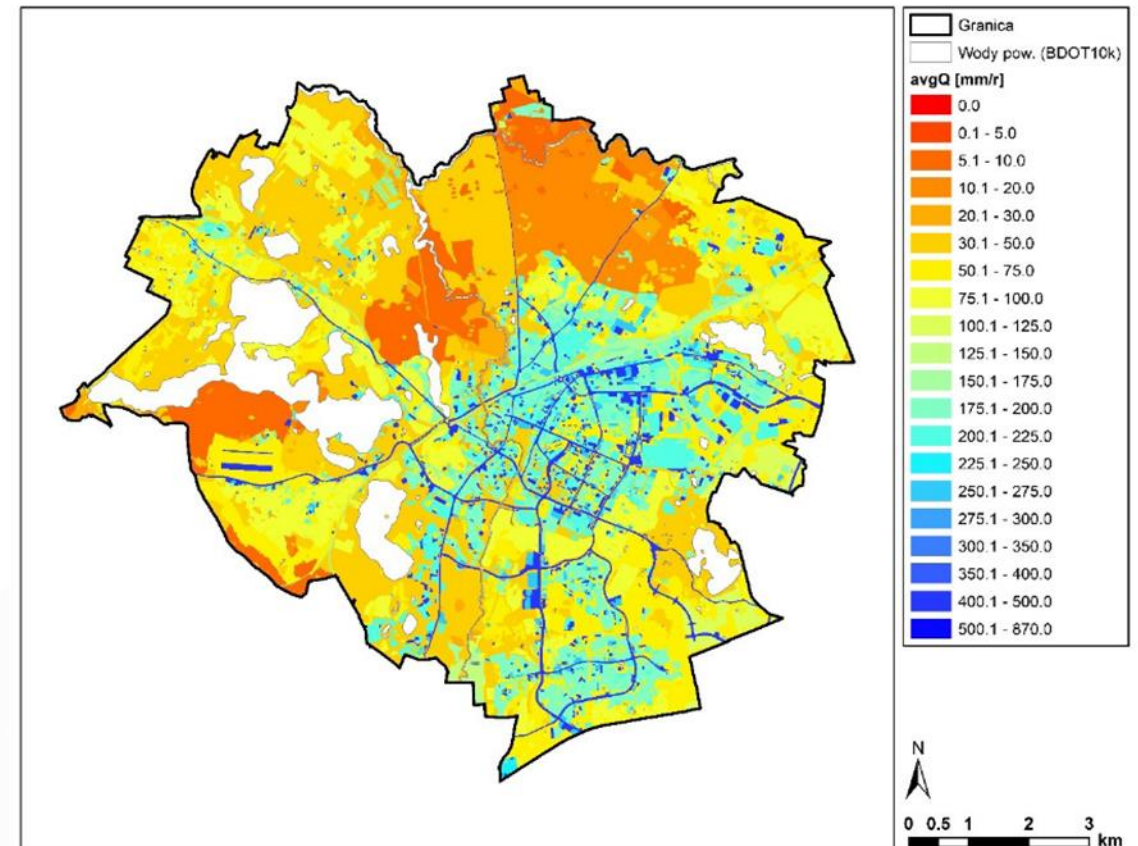 Granica
Wody pow. (BDOT10k)
avgQ [mm/r]
0.0
0.1 - 5.0
5.1 - 10.0
10.1 - 20.0
20.1 - 30.0
30.1 - 50.0
50.1 - 75.0
75.1 - 100.0
100.1 - 125.0
125.1 - 150.0
150.1 - 175.0
175.1 - 200.0
200.1 - 225.0
225.1 - 250.0
250.1 - 275.0
275.1 - 300.0
300.1 - 350.0
350.1 - 400.0
400.1 - 500.0
500.1 - 870.0
N
0 0.5 1 2 3
km